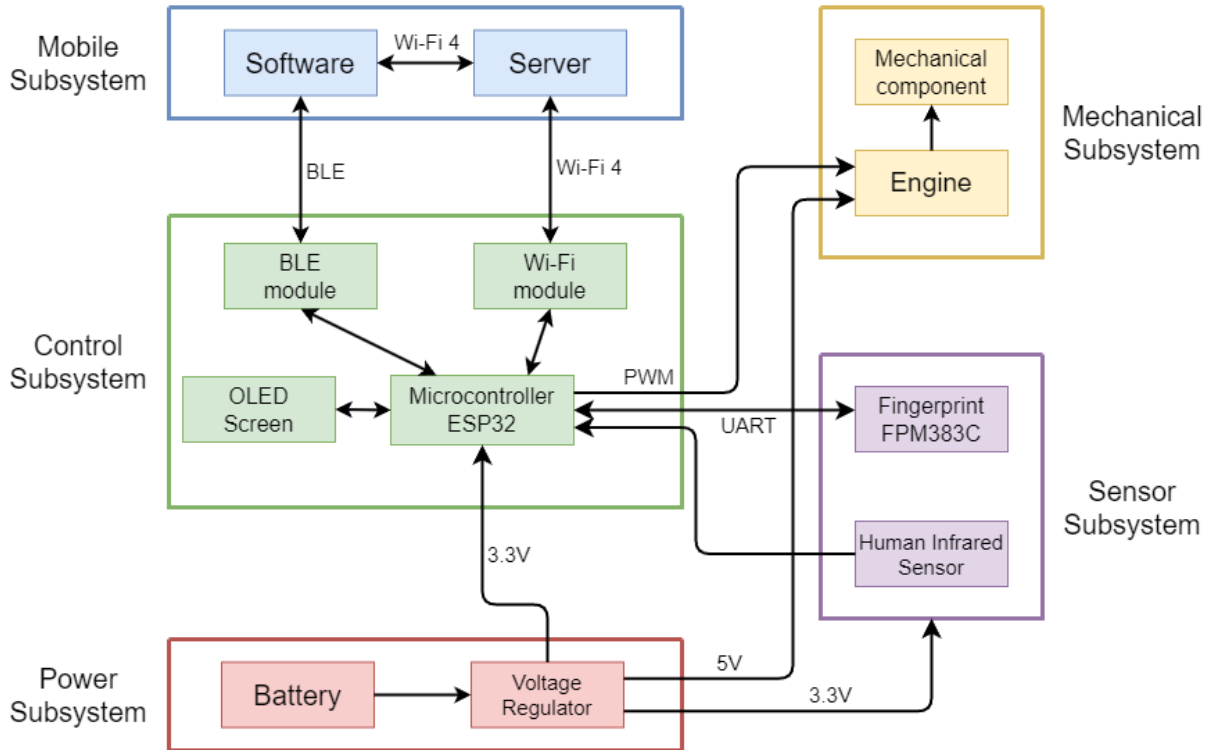 Mobile
Subsystem
Software
Wi-Fi 4
Server
Mechanical
component
Engine
Mechanical
Subsystem
BLE
Wi-Fi 4
Control
Subsystem
BLE
module
Wi-Fi
module
OLED
Screen
Microcontroller
ESP32
PWM
UART
Fingerprint
FPM383C
Human Infrared
Sensor
Sensor
Subsystem
3.3V
Power
Subsystem
Battery
Voltage
Regulator
5V
3.3V